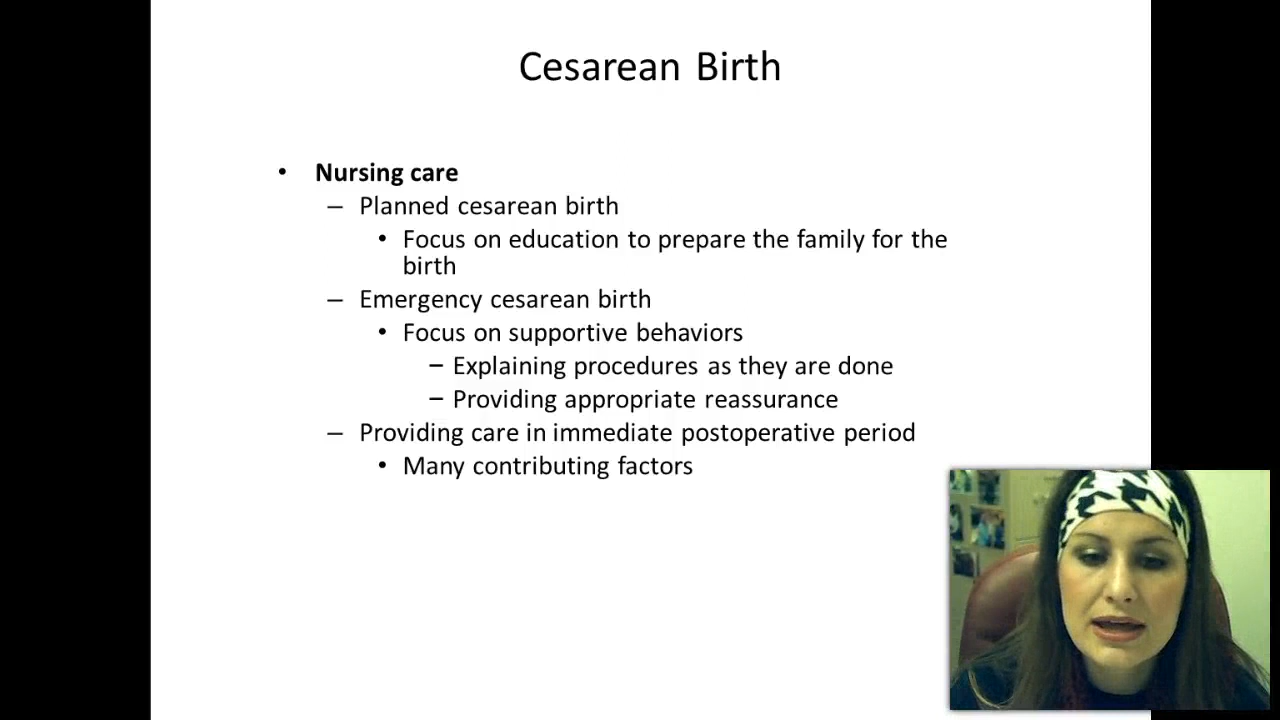 Cesarean Birth
• Nursing care
– Planned cesarean birth
• Focus on education to prepare the family for the
birth
– Emergency cesarean birth
• Focus on supportive behaviors
– Explaining procedures as they are done
– Providing appropriate reassurance
– Providing care in immediate postoperative period
• Many contributing factors